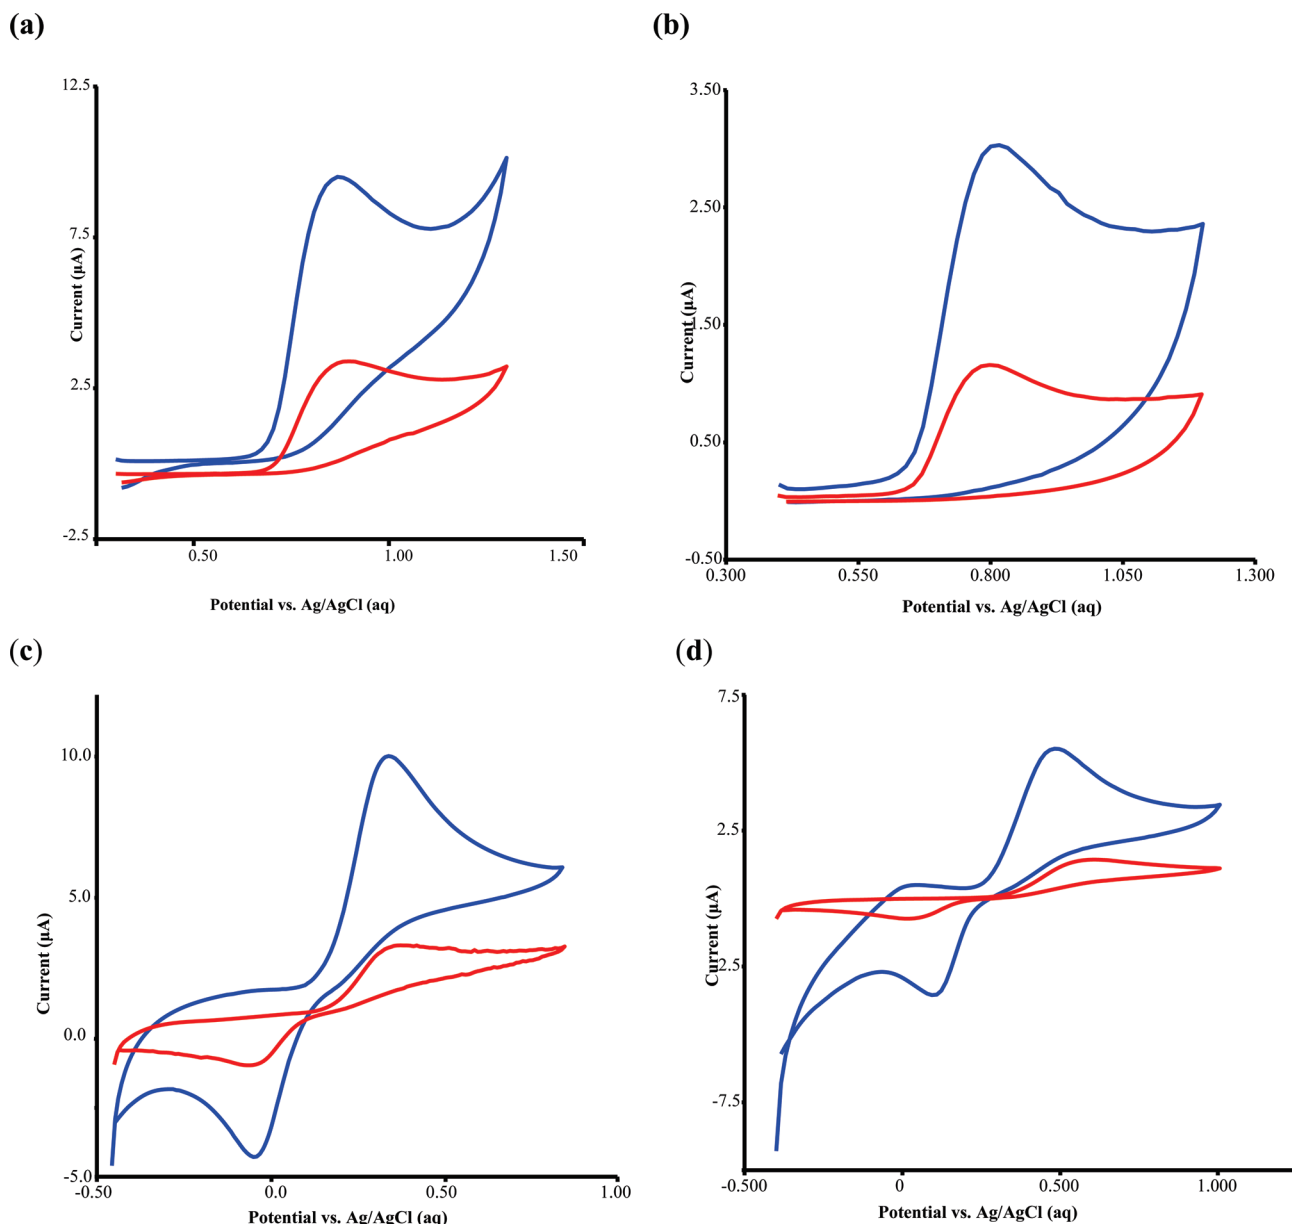 (a)
12.5
7.5
2.5
-2.5
Current (µA)
0.50
1.00
1.50
Potential vs. Ag/AgCl (aq)
(b)
3.50
2.50
1.50
0.50
-0.50
Current (µA)
0.300
0.550
0.800
1.050
1.300
Potential vs. Ag/AgCl (aq)
(c)
10.0
5.0
0.0
-5.0
Current (µA)
-0.50
0.0
0.50
1.00
Potential vs. Ag/AgCl (aq)
(d)
7.5
2.5
-2.5
-7.5
Current (µA)
-0.500
0
0.500
1.000
Potential vs. Ag/AgCl (aq)